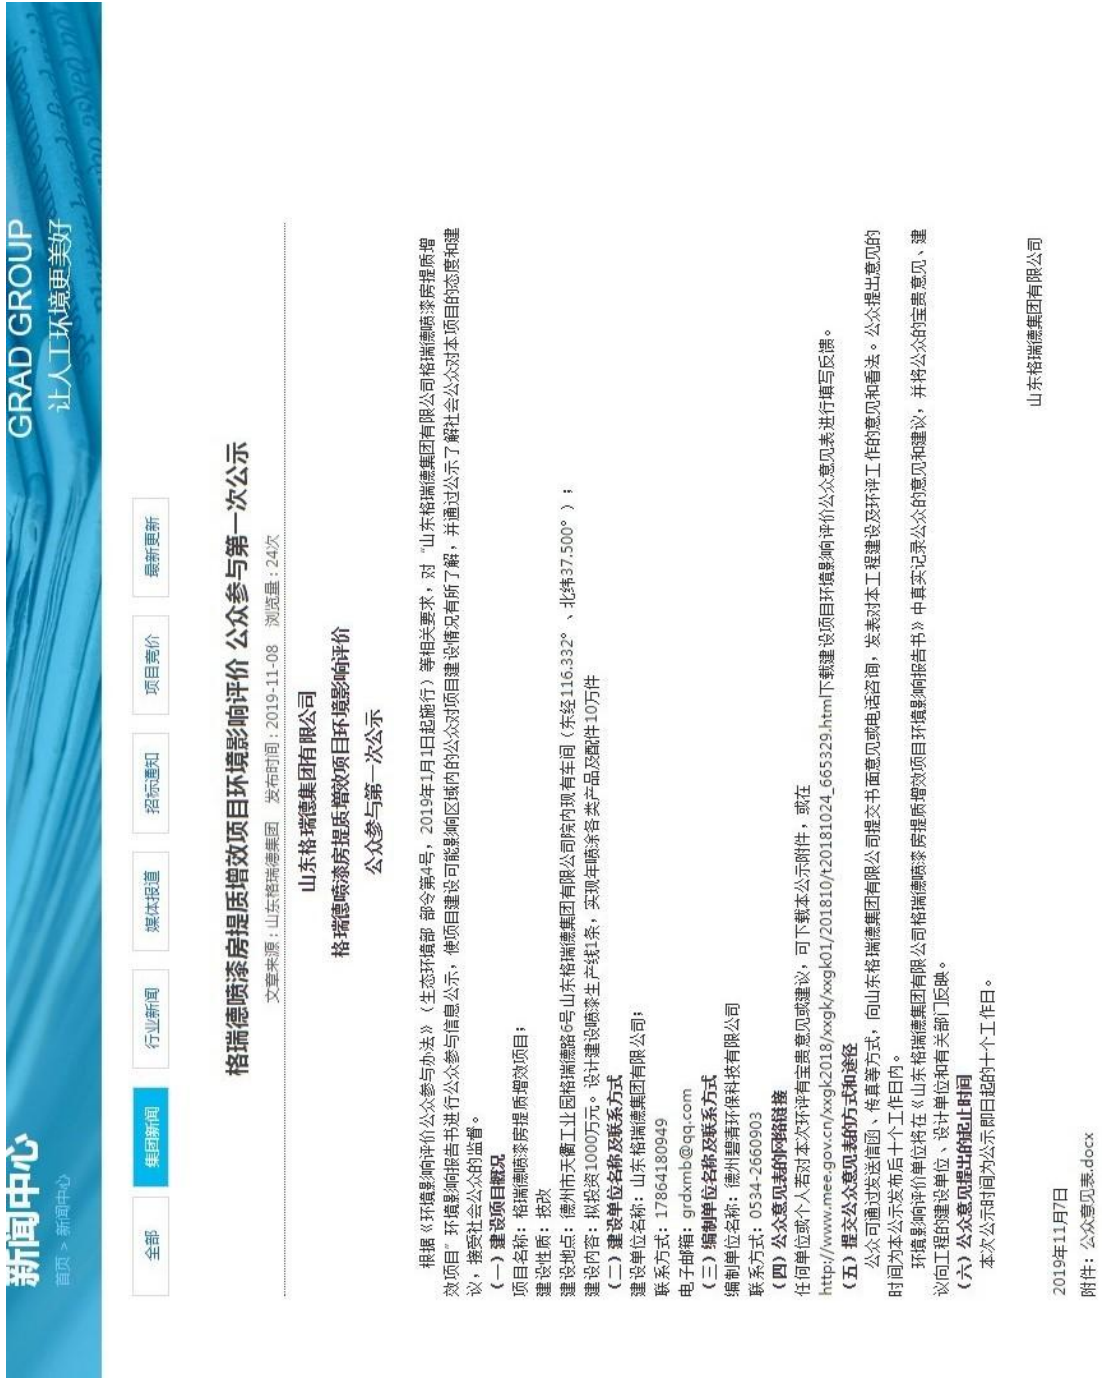 新闻中心
首页 > 新闻中心
GRAD GROUP
让人工环境更美好
全部
集团新闻
行业新闻
媒体报道
招标通知
项目竞价
最新更新
格瑞德喷漆房提质增效项目环境影响评价 公众参与第一次公示
文章来源：山东格瑞德集团 发布时间：2019-11-08 浏览量：24次
山东格瑞德集团有限公司
格瑞德喷漆房提质增效项目环境影响评价
公众参与第一次公示
根据《环境影响评价公众参与办法》（生态环境部 部令第4号，2019年1月1日起施行）等相关要求，对“山东格瑞德集团有限公司格瑞德喷漆房提质增
效项目”环境影响报告书进行公众参与信息公示，使项目建设可能影响区域内的公众对项目建设情况有所了解，并通过公示了解社会公众对本项目的态度和建
议，接受社会公众的监督。
（一）建设项目概况
项目名称：格瑞德喷漆房提质增效项目；
建设性质：技改
建设地点：德州市天衢工业园格瑞德路6号山东格瑞德集团有限公司院内现有车间（东经116.332°、北纬37.500°）；
建设内容：拟投资1000万元。设计建设喷漆生产线1条，实现年喷涂各类产品及配件10万件
（二）建设单位名称及联系方式
建设单位名称：山东格瑞德集团有限公司；
联系方式：17864180949
电子邮箱：grdxmb@qq.com
（三）编制单位名称及联系方式
编制单位名称：德州碧清环保科技有限公司
联系方式：0534-2660903
（四）公众意见表的网络链接
任何单位或个人若对本次环评有宝贵意见或建议，可下载本公示附件，或在
http://www.mee.gov.cn/xxgk2018/xxgk/xxgk01/201810/t20181024_665329.html下载建设项目环境影响评价公众意见表进行填写反馈。
（五）提交公众意见表的方式和途径
公众可通过发送信函、传真等方式，向山东格瑞德集团有限公司提交书面意见或电话咨询，发表对本工程建设及环评工作的意见和看法。公众提出意见的
时间为本公示发布后十个工作日内。
环境影响评价单位将在《山东格瑞德集团有限公司格瑞德喷漆房提质增效项目环境影响报告书》中真实记录公众的意见和建议，并将公众的宝贵意见、建
议向工程的建设单位、设计单位和有关部门反映。
（六）公众意见提出的起止时间
本次公示时间为公示即日起的十个工作日。
山东格瑞德集团有限公司
2019年11月7日
附件：公众意见表.docx